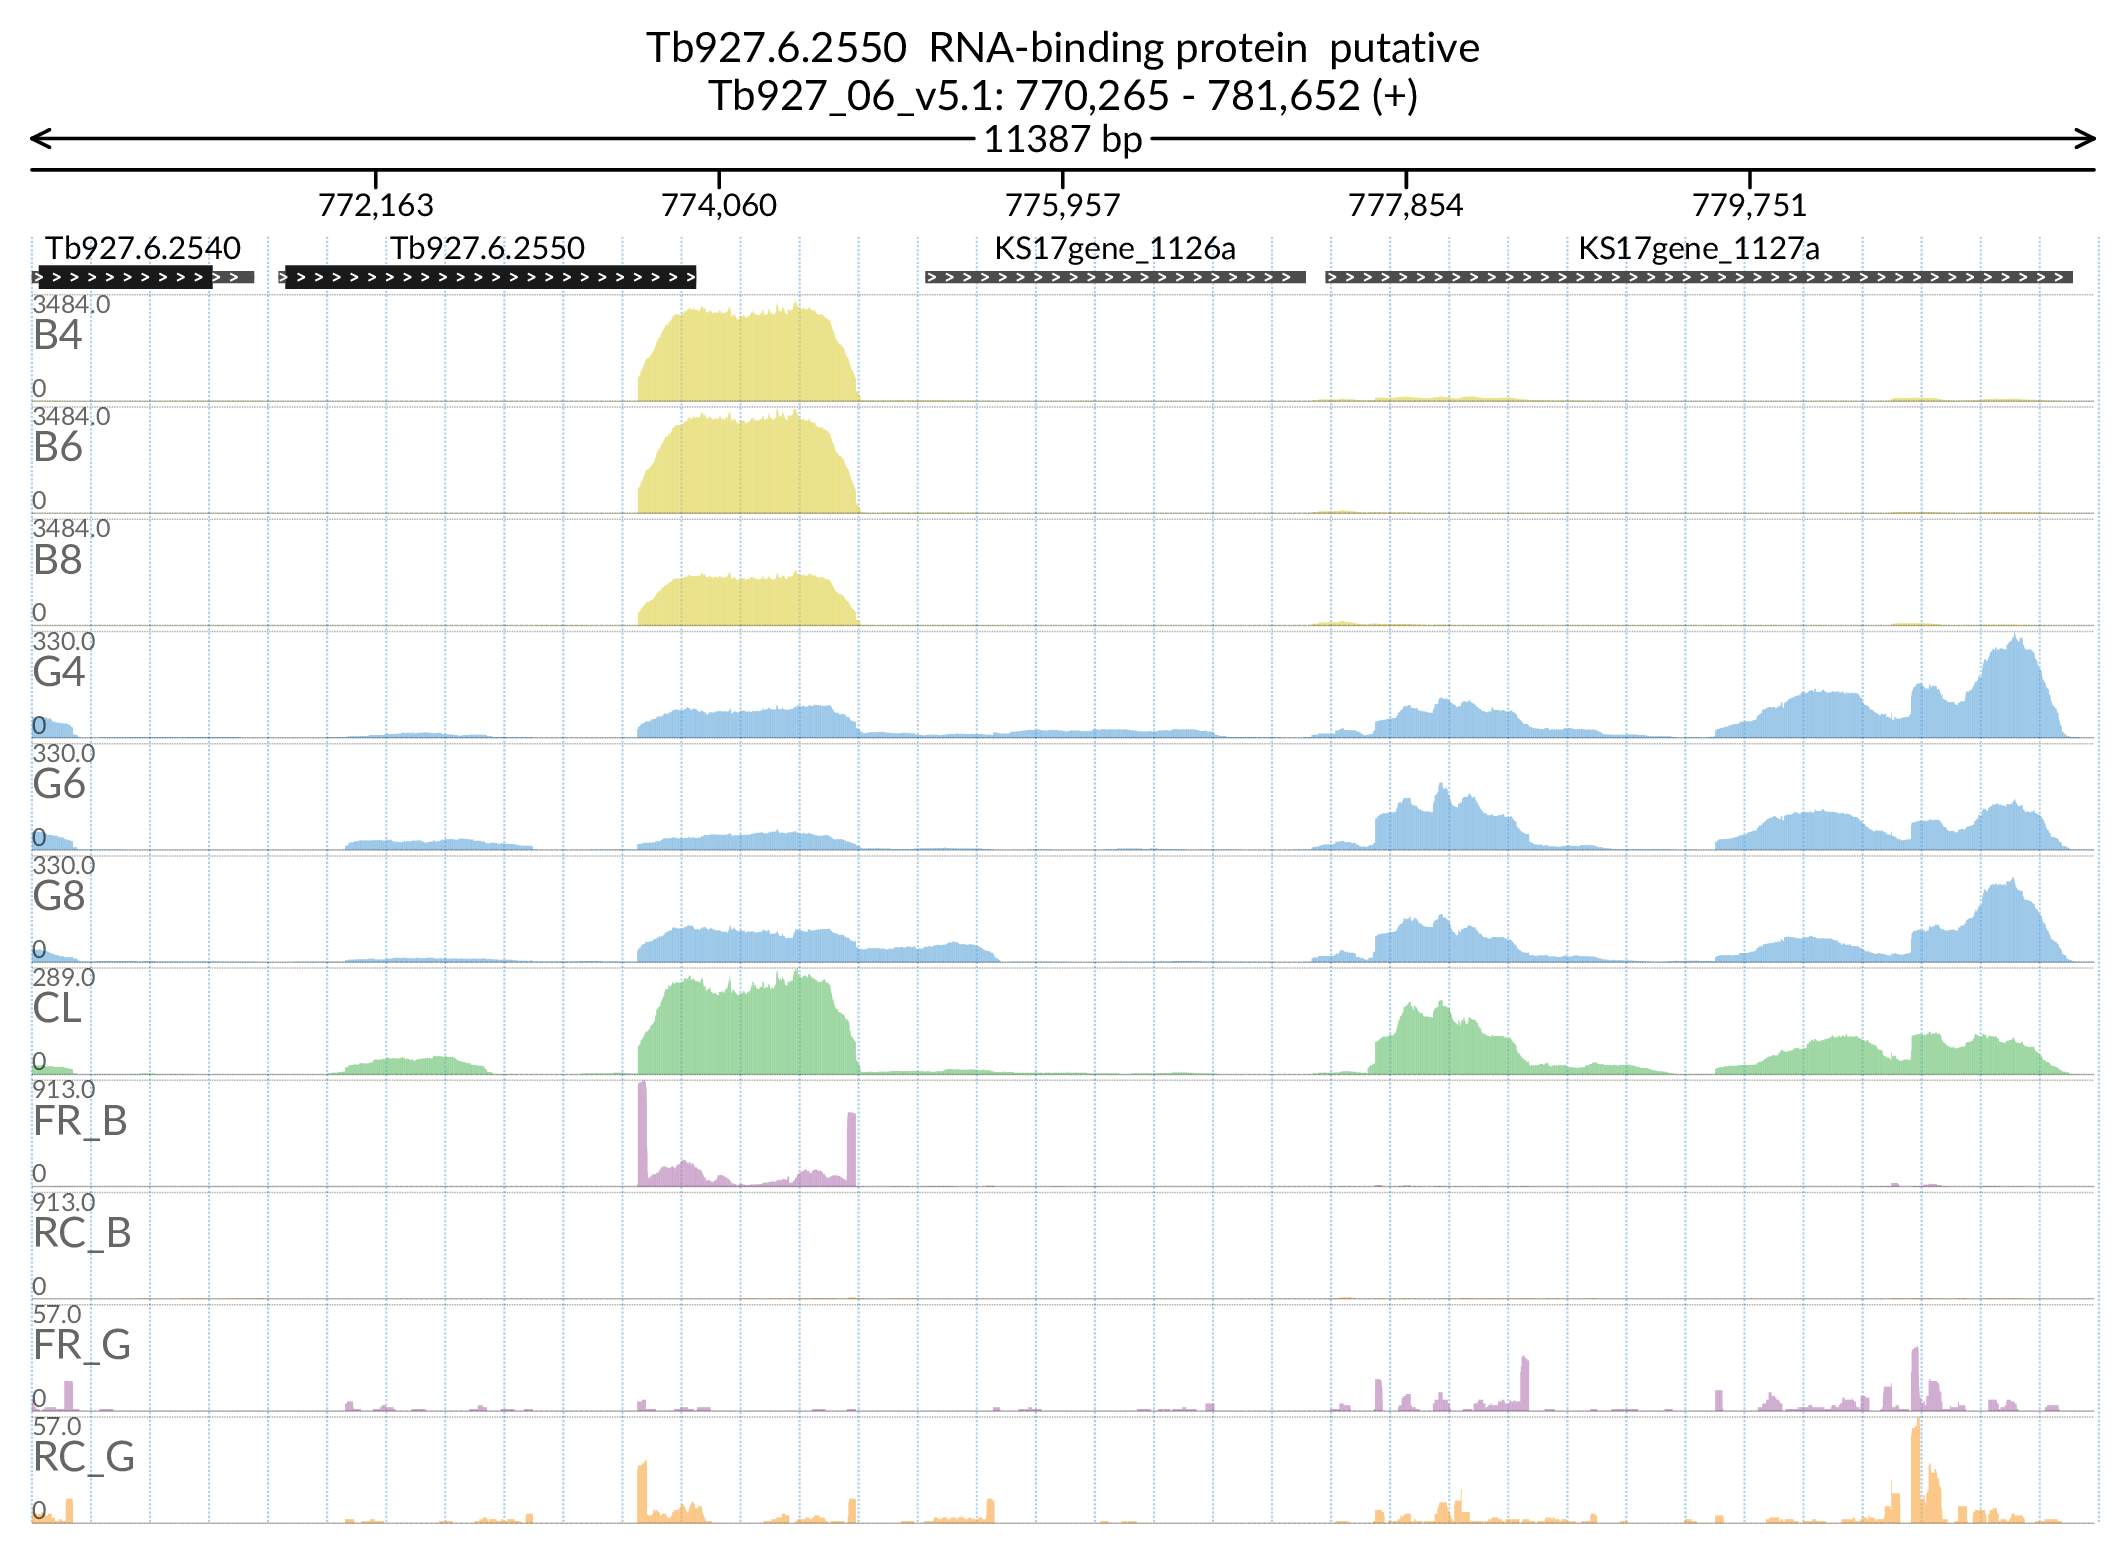 Tb927.6.2550  RNA-binding protein  putative
Tb927_06_v5.1: 770,265 - 781,652 (+)
11387 bp
772,163 774,060 775,957 777,854 779,751
Tb927.6.2540 Tb927.6.2550 KS17gene_1126a KS17gene_1127a
3484.0
B4
0
3484.0
B6
0
3484.0
B8
0
330.0
G4
0
330.0
G6
0
330.0
G8
0
289.0
CL
0
913.0
FR_B
0
913.0
RC_B
0
57.0
FR_G
0
57.0
RC_G
0